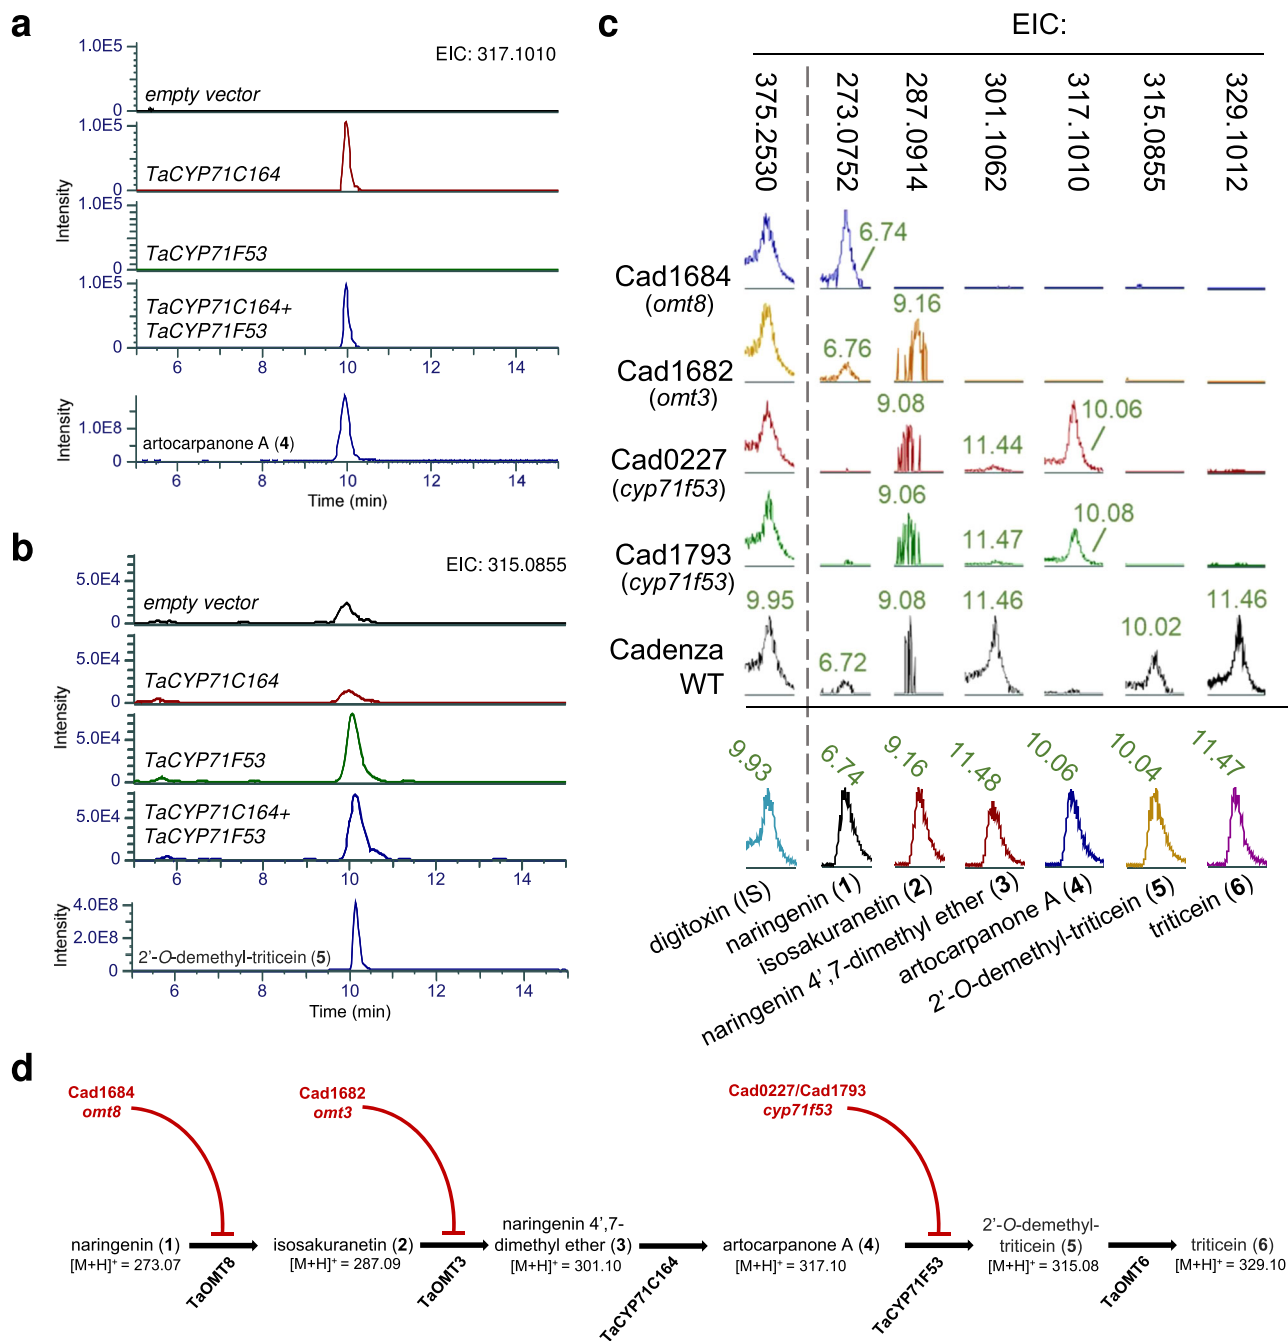 a
1.0E5
EIC: 317.1010
empty vector
0
1.0E5
TaCYP71C164
0
1.0E5
TaCYP71F53
0
1.0E5
TaCYP71C164+
TaCYP71F53
0
6 8 10 12 14
Intensity
1.0E8
artocarpanone A (4)
0
6 8 10 12 14
Intensity
Time (min)
b
EIC: 315.0855
5.0E4
empty vector
0
5.0E4
TaCYP71C164
0
5.0E4
TaCYP71F53
0
5.0E4
TaCYP71C164+
TaCYP71F53
0
6 8 10 12 14
Intensity
4.0E8
2.0E8
2'-O-demethyl-triticein (5)
0
6 8 10 12 14
Intensity
Time (min)
c
EIC:
375.2530 273.0752 287.0914 301.1062 317.1010 315.0855 329.1012
Cad1684
(omt8)
6.74
Cad1682
(omt3)
6.76 9.16
Cad0227
(cyp71f53)
9.08 11.44 10.06
Cad1793
(cyp71f53)
9.06 11.47 10.08
Cadenza
WT
9.95 6.72 9.08 11.46 10.02 11.46
9.93 6.74 9.16 11.48 10.06 10.04 11.47
digitoxin (IS)
naringenin (1)
isosakuranetin (2)
naringenin 4',7-dimethyl ether (3)
artocarpanone A (4)
2'-O-demethyl-triticein (5)
triticein (6)
d
Cad1684
omt8
Cad1682
omt3
Cad0227/Cad1793
cyp71f53
naringenin (1)
[M+H]+ = 273.07
TaOMT8
isosakuranetin (2)
[M+H]+ = 287.09
TaOMT3
naringenin 4',7-
dimethyl ether (3)
[M+H]+ = 301.10
TaCYP71C164
artocarpanone A (4)
[M+H]+ = 317.10
TaCYP71F53
2'-O-demethyl-
triticein (5)
[M+H]+ = 315.08
TaOMT6
triticein (6)
[M+H]+ = 329.10